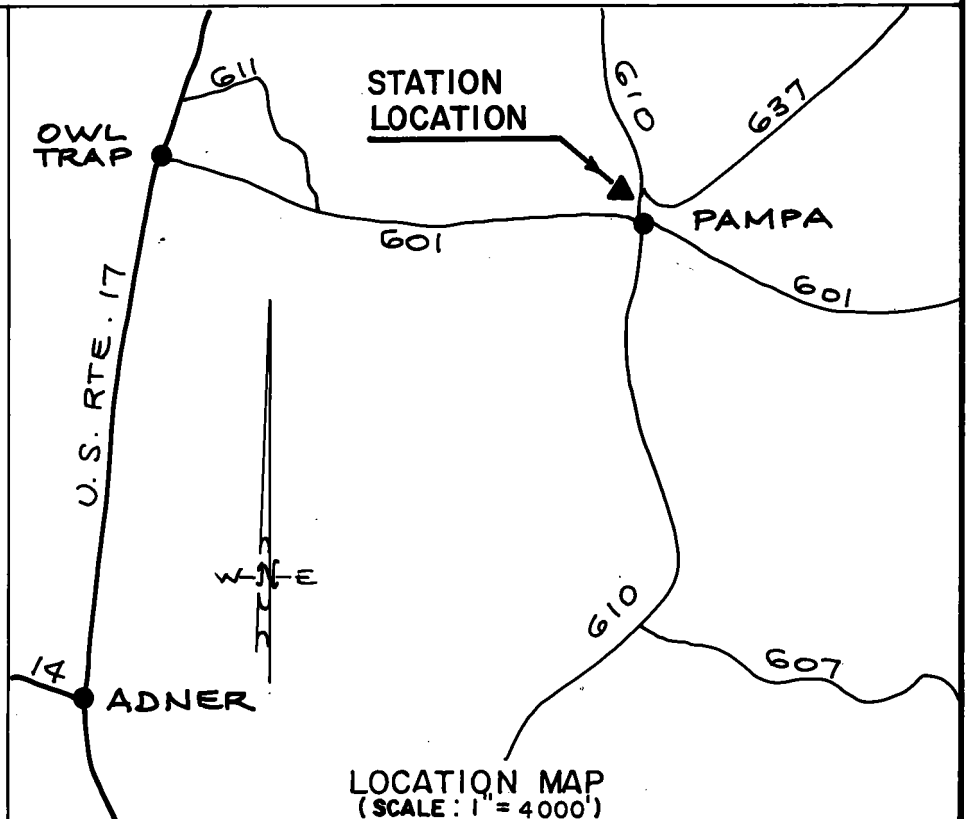 611
STATION
LOCATION
610
637
OWL
TRAP
PAMPA
601
601
U.S. RTE. 17
W N E
610
14
607
ADNER
LOCATION MAP
(SCALE: 1" = 4000')